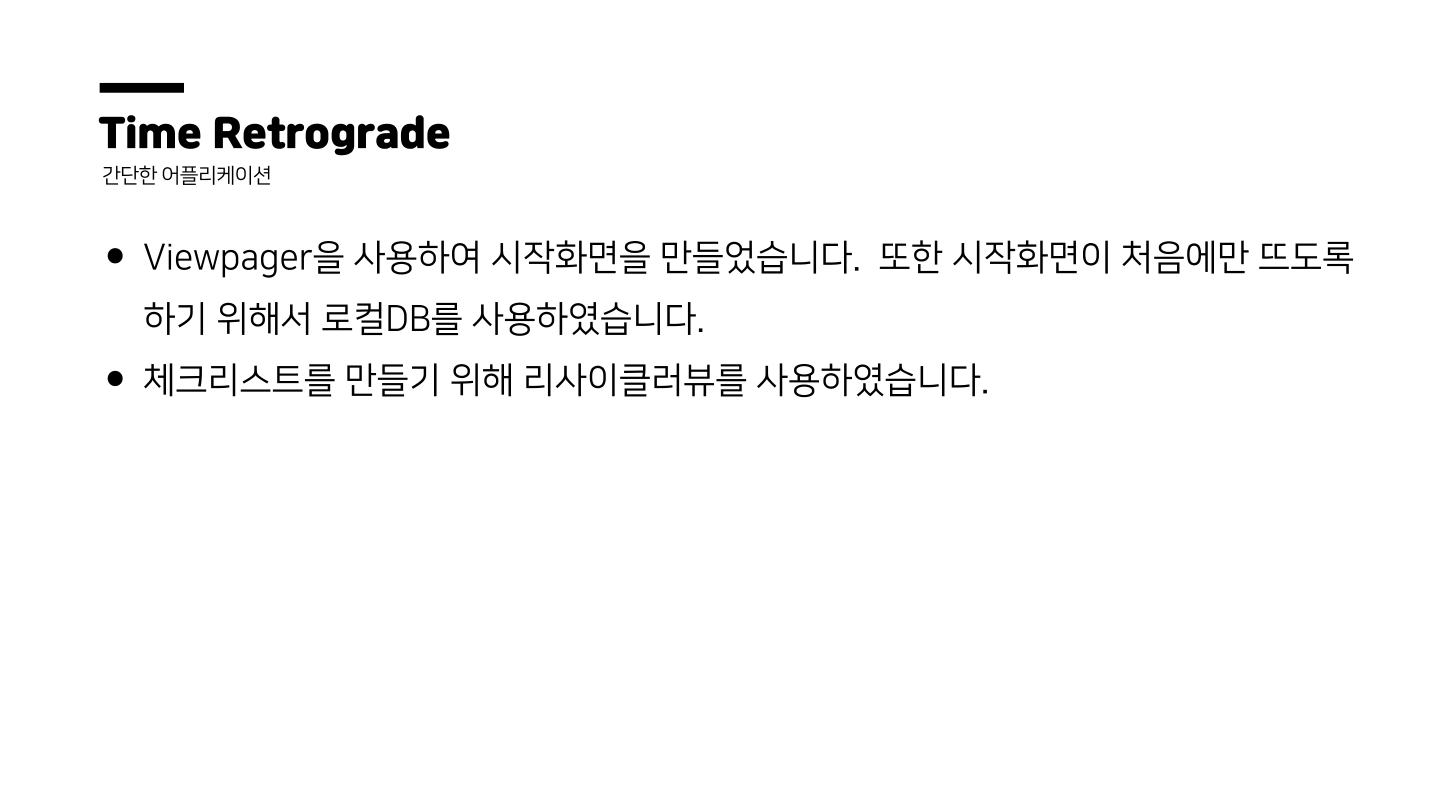 Time Retrograde
간단한 어플리케이션
● Viewpager을 사용하여 시작화면을 만들었습니다.  또한 시작화면이 처음에만 뜨도록
하기 위해서 로컬DB를 사용하였습니다.
● 체크리스트를 만들기 위해 리사이클러뷰를 사용하였습니다.